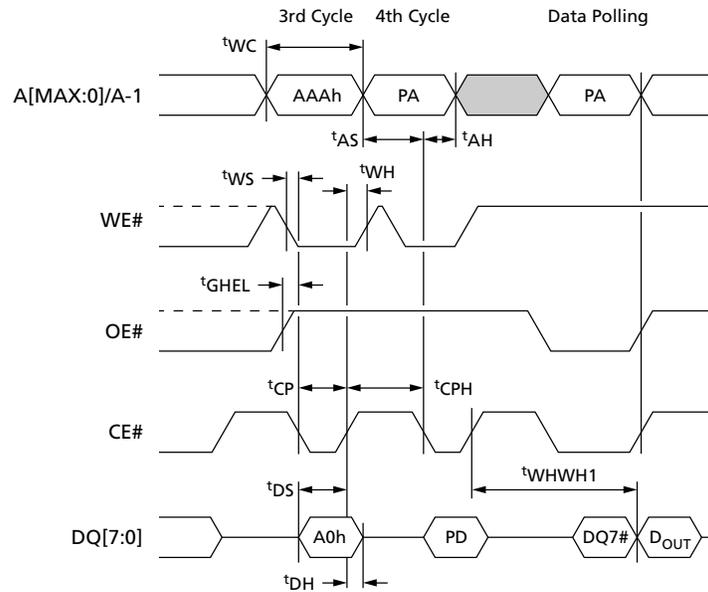 3rd Cycle 4th Cycle Data Polling
tWC
A[MAX:0]/A-1 AAAh PA PA
tAS tAH
tWS tWH
WE#
tGHEL
OE#
tCP tCPH
CE#
tWHWH1
tDS
DQ[7:0] A0h PD DQ7# DOUT
tDH